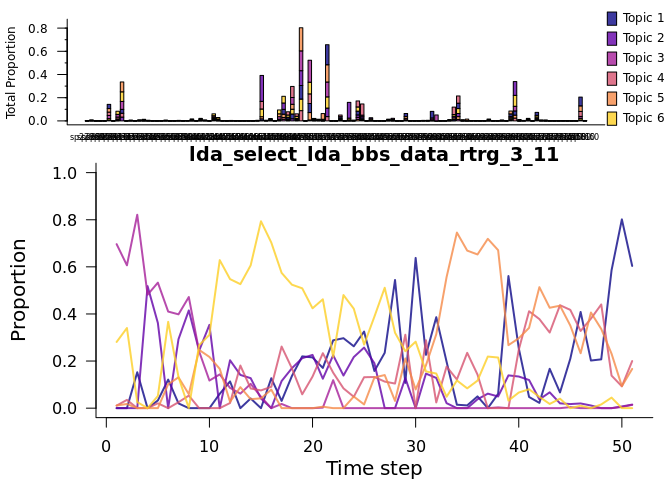 Total Proportion
0.8
0.6
0.4
0.2
0.0
Topic 1
Topic 2
Topic 3
Topic 4
Topic 5
Topic 6
lda_select_lda_bbs_data_rtrg_3_11
Proportion
1.0
0.8
0.6
0.4
0.2
0.0
0 10 20 30 40 50
Time step